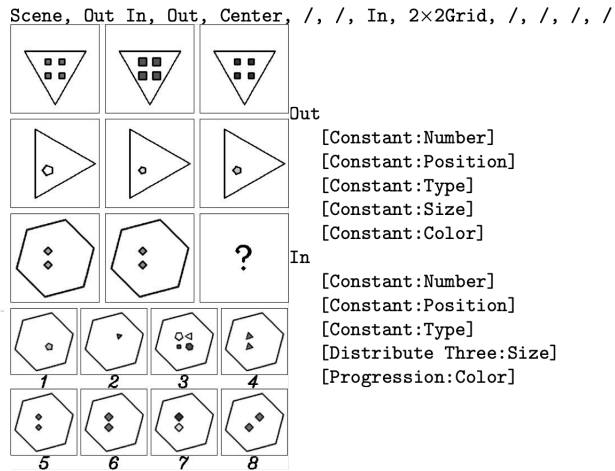 Scene, Out In, Out, Center, /, /, In, 2×2Grid, /, /, /, /
Out
[Constant:Number]
[Constant:Position]
[Constant:Type]
[Constant:Size]
[Constant:Color]
In
[Constant:Number]
[Constant:Position]
[Constant:Type]
[Distribute Three:Size]
[Progression:Color]
?
1 2 3 4
5 6 7 8